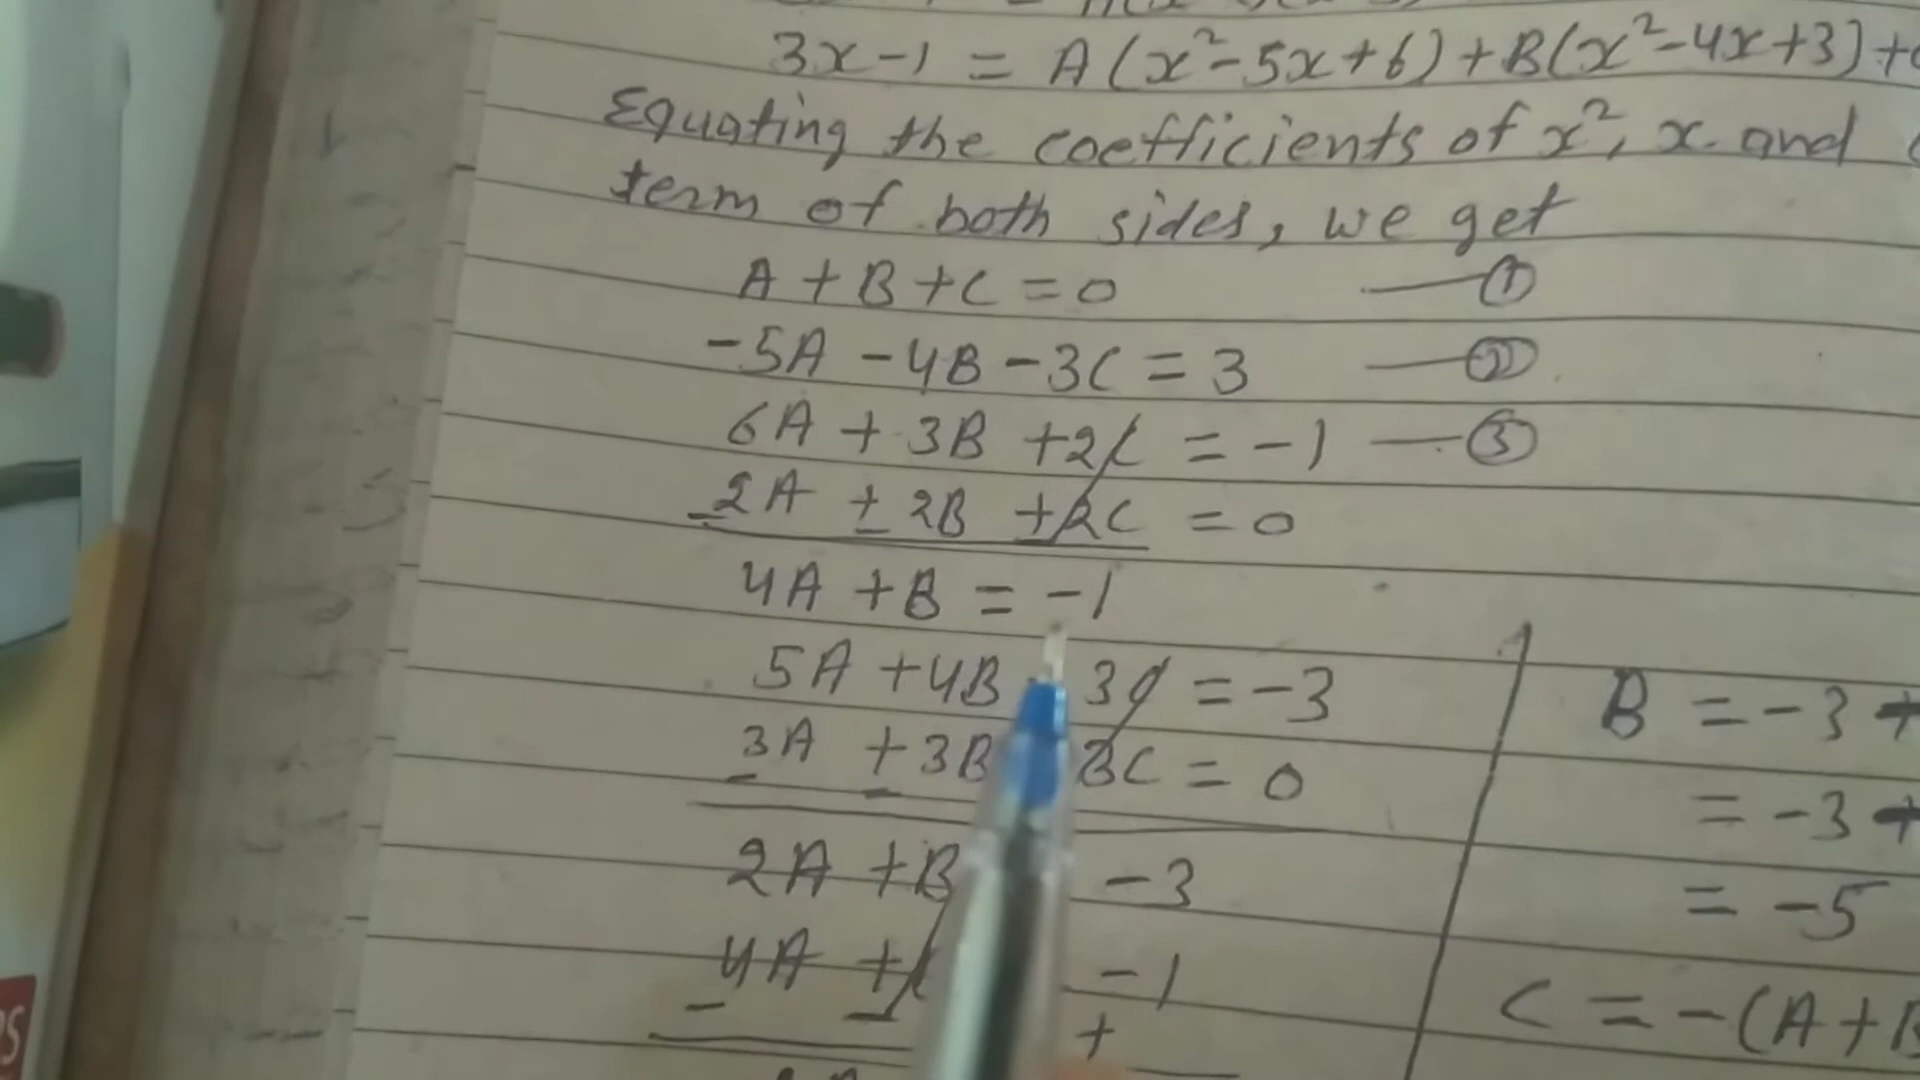 3x-1 = A(x²-5x+6)+B(x²-4x+3)+
Equating the coefficients of x², x and
term of both sides, we get
A+B+C=0 —①
-5A-4B-3C=3 —②
6A+3B+2C=-1 —③
2A+2B+2C=0
4A+B=-1
5A+4B 3C=-3
3A+3B 3C=0
2A+B -3
4A+ -1
+
B=-3+
=-3+
=-5
C=-(A+B